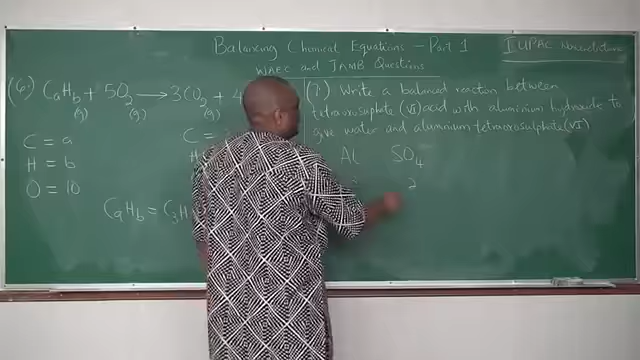 Balancing Chemical Equations - Part 1
IUPAC Nomenclature
WAEC and JAMB Questions
(6) CaHb + 5O2 → 3CO2 + 4
(g) (g) (g)
C = a
H = b
O = 10
C =
H
CaHb = C3H
(7) Write a balanced reaction between
tetraoxosulphate (VI) acid with aluminium hydroxide to
give water and aluminium tetraoxosulphate (VI)
Al SO4
3 2